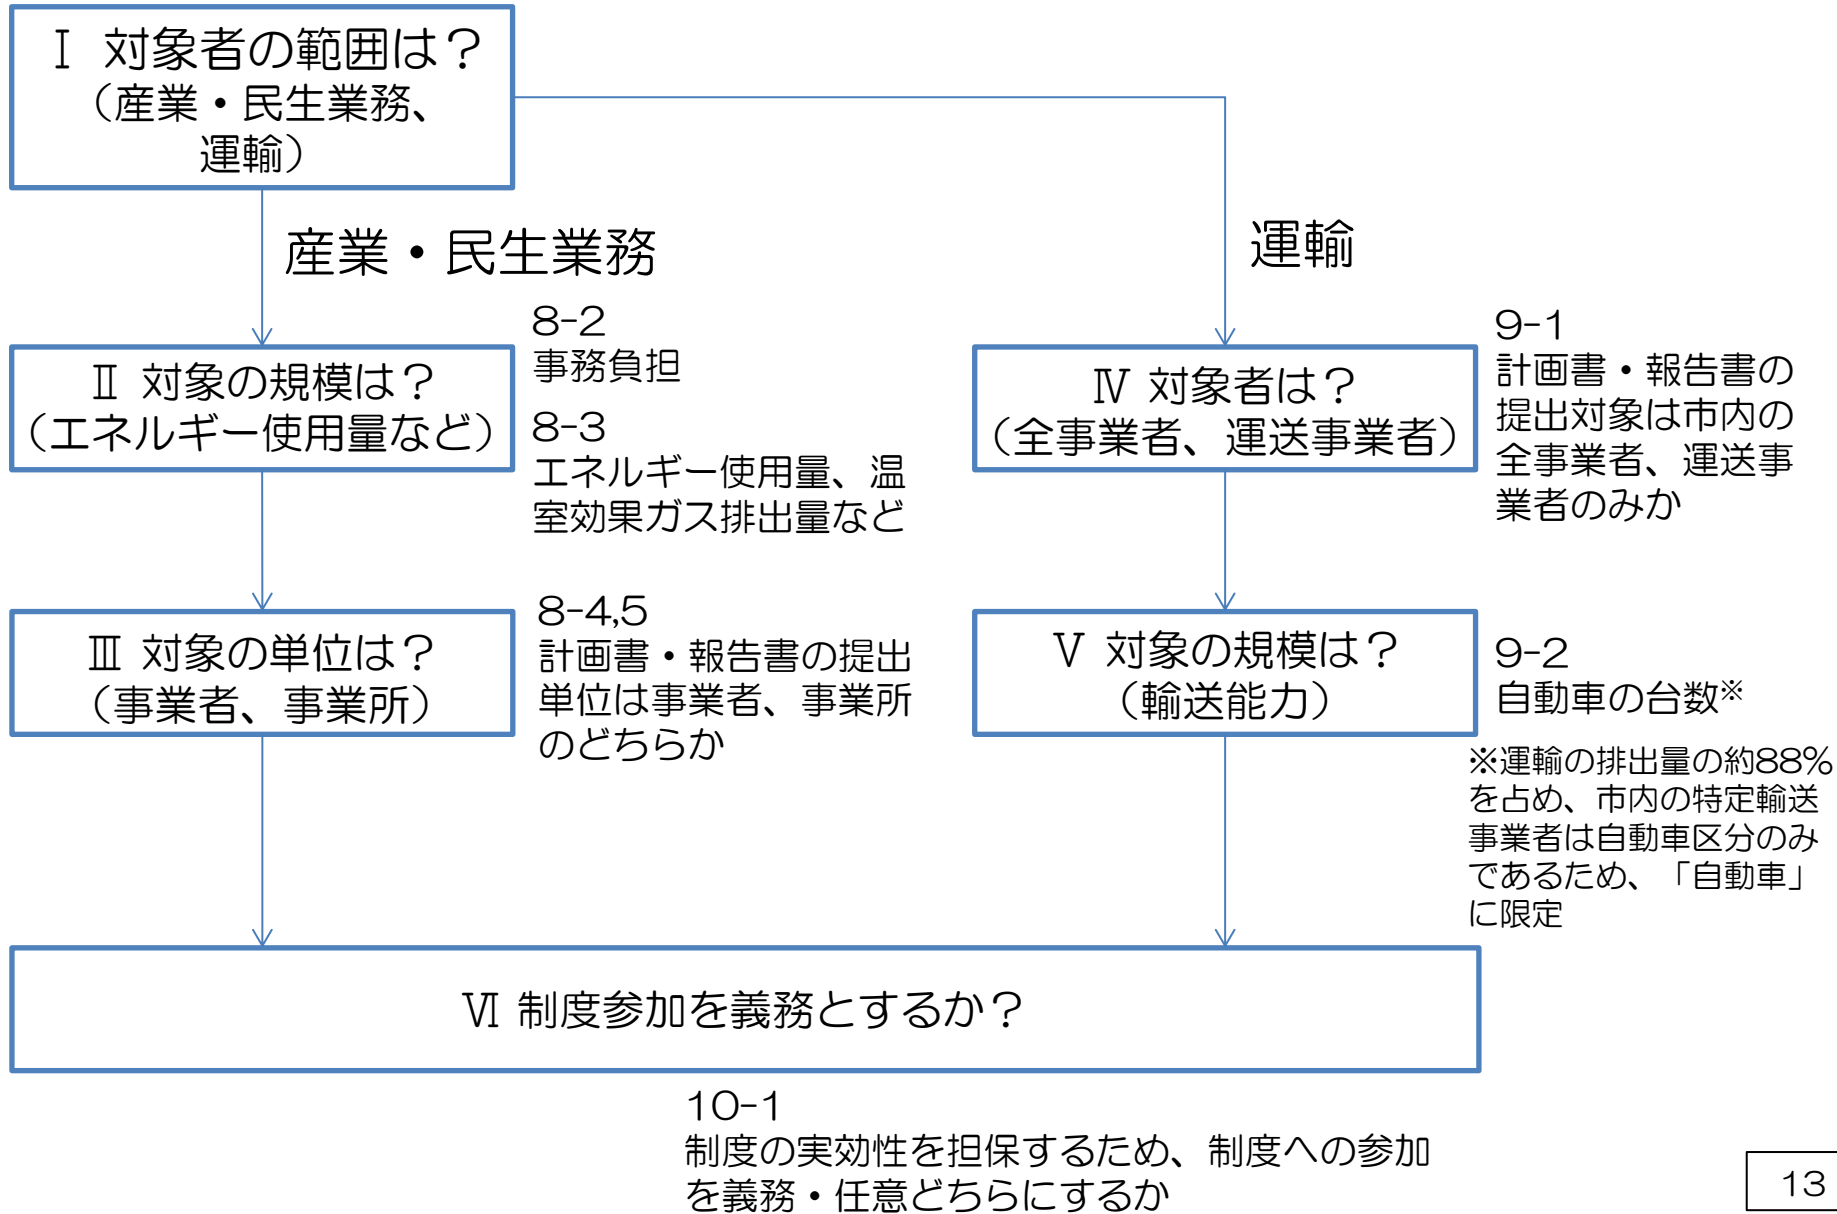 Ⅰ 対象者の範囲は？
（産業・民生業務、
運輸）
産業・民生業務
運輸
Ⅱ 対象の規模は？
（エネルギー使用量など）
8-2
事務負担
8-3
エネルギー使用量、温
室効果ガス排出量など
Ⅳ 対象者は？
（全事業者、運送事業者）
9-1
計画書・報告書の
提出対象は市内の
全事業者、運送事
業者のみか
Ⅲ 対象の単位は？
（事業者、事業所）
8-4,5
計画書・報告書の提出
単位は事業者、事業所
のどちらか
Ⅴ 対象の規模は？
（輸送能力）
9-2
自動車の台数※
※運輸の排出量の約88%
を占め、市内の特定輸送
事業者は自動車区分のみ
であるため、「自動車」
に限定
Ⅵ 制度参加を義務とするか？
10-1
制度の実効性を担保するため、制度への参加
を義務・任意どちらにするか
13